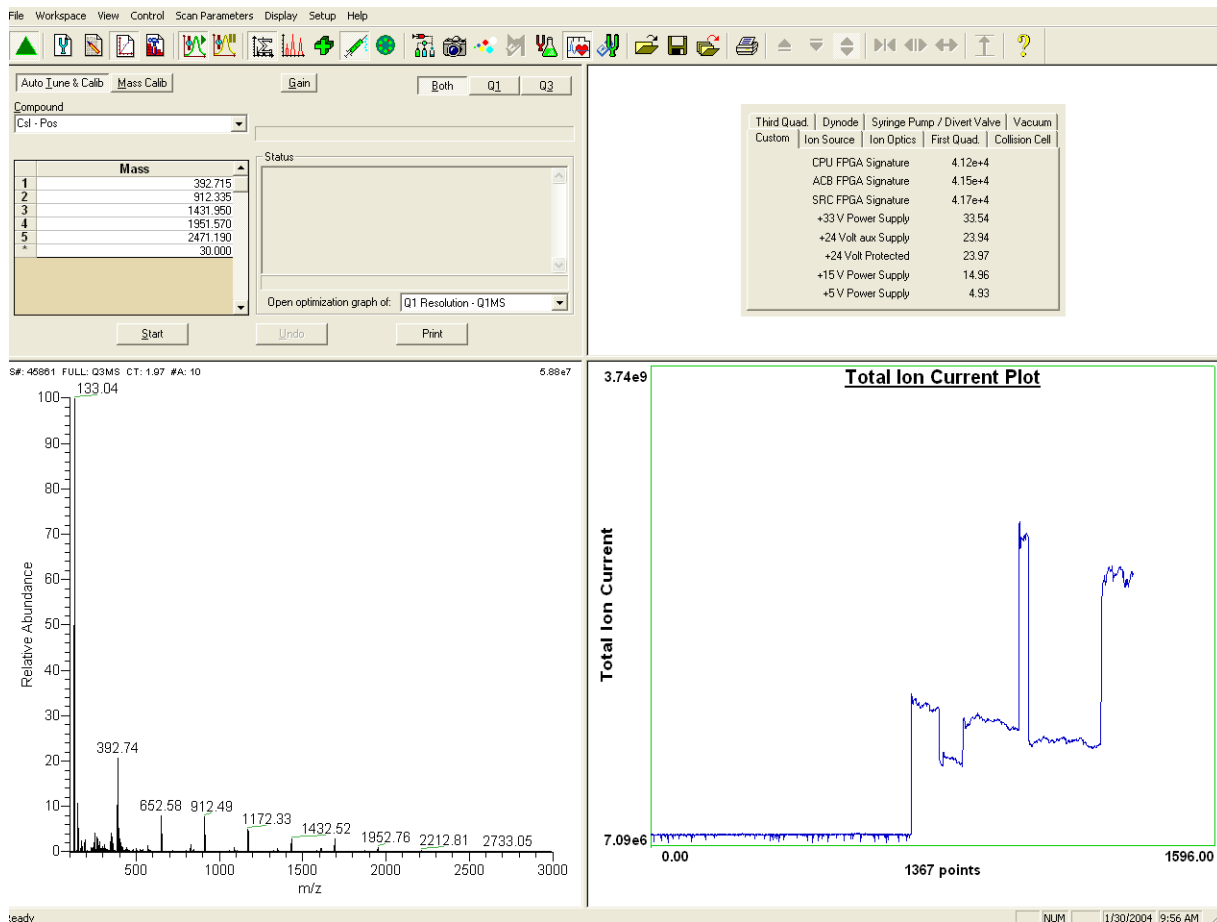 File Workspace View Control Scan Parameters Display Setup Help
Auto Tune & Calib Mass Calib Gain Both Q1 Q3
Compound
CsI - Pos
Mass
1 392.715
2 912.335
3 1431.950
4 1951.570
5 2471.190
* 30.000
Status
Open optimization graph of: Q1 Resolution - Q1MS
Start Undo Print
Third Quad. Dynode Syringe Pump / Divert Valve Vacuum
Custom Ion Source Ion Optics First Quad. Collision Cell
CPU FPGA Signature 4.12e+4
ACB FPGA Signature 4.15e+4
SRC FPGA Signature 4.17e+4
+33 V Power Supply 33.54
+24 Volt aux Supply 23.94
+24 Volt Protected 23.97
+15 V Power Supply 14.96
+5 V Power Supply 4.93
S#: 45861 FULL: Q3MS CT: 1.97 #A: 10 5.88e7
133.04
100
90
80
70
60
50
40
30
20
10
0
Relative Abundance
392.74
652.58
912.49
1172.33
1432.52
1952.76
2212.81
2733.05
500 1000 1500 2000 2500 3000
m/z
3.74e9
Total Ion Current Plot
Total Ion Current
7.09e6
0.00 1596.00
1367 points
eady NUM 1/30/2004 9:56 AM